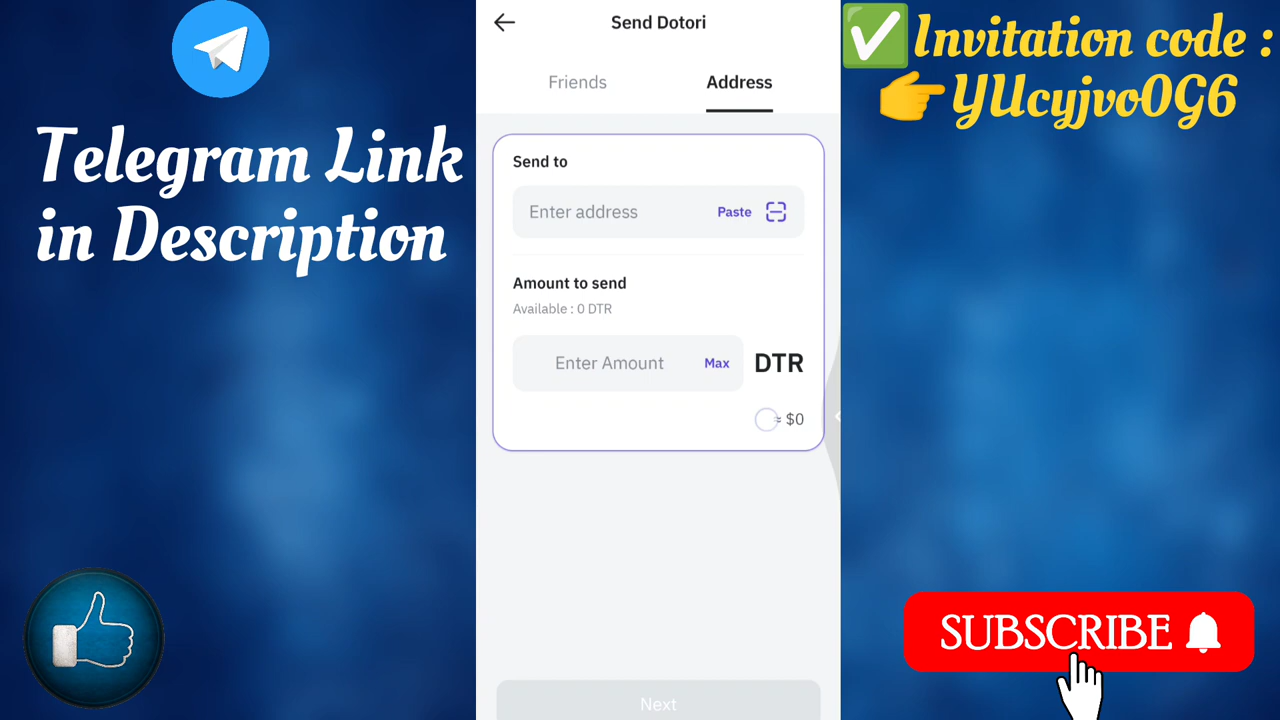 Telegram Link
in Description
Send Dotori
Friends
Address
Send to
Enter address
Paste
Amount to send
Available : 0 DTR
Enter Amount
Max
DTR
≈ $0
Next
Invitation code :
YUcyjvo0G6
SUBSCRIBE